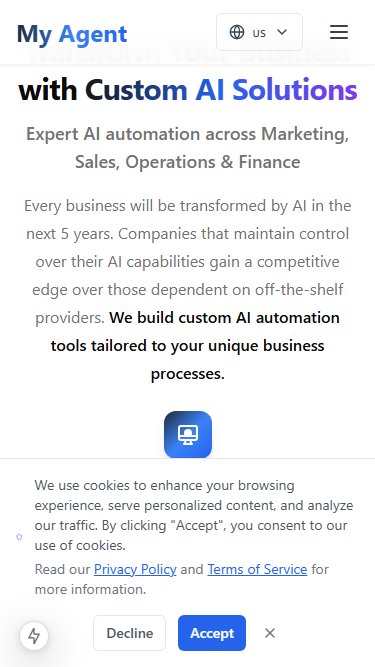 My Agent
us
Transform Your Business
with Custom AI Solutions
Expert AI automation across Marketing,
Sales, Operations & Finance
Every business will be transformed by AI in the
next 5 years. Companies that maintain control
over their AI capabilities gain a competitive
edge over those dependent on off-the-shelf
providers. We build custom AI automation
tools tailored to your unique business
processes.
We use cookies to enhance your browsing
experience, serve personalized content, and analyze
our traffic. By clicking "Accept", you consent to our
use of cookies.
Read our Privacy Policy and Terms of Service for
more information.
Decline
Accept